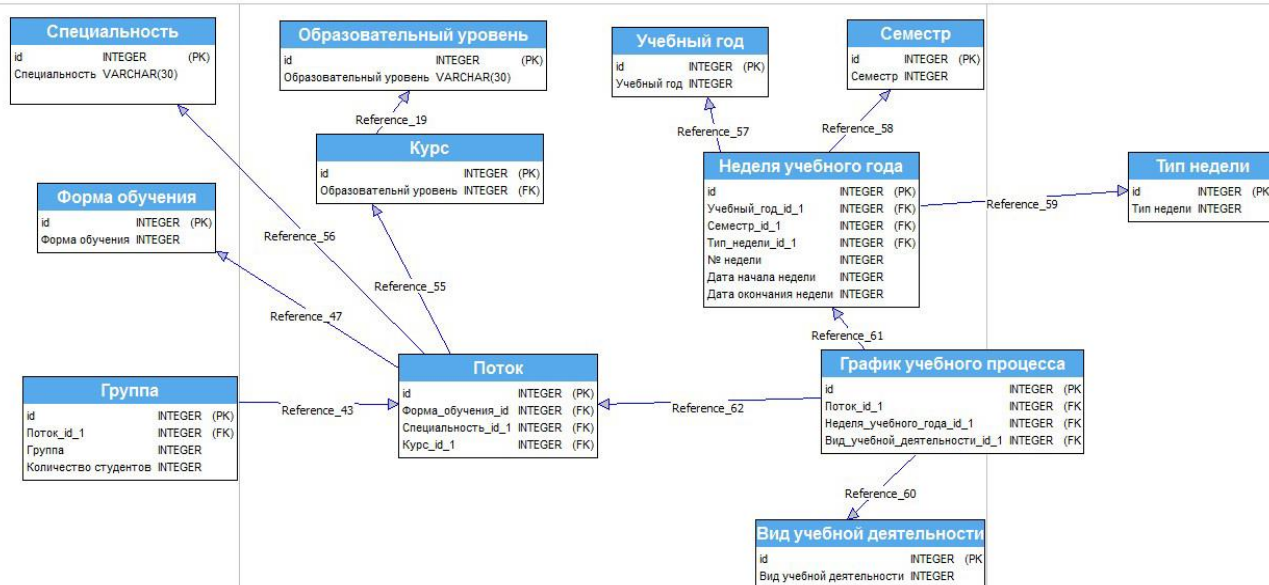 Специальность
id INTEGER (PK)
Специальность VARCHAR(30)
Образовательный уровень
id INTEGER (PK)
Образовательный уровень VARCHAR(30)
Учебный год
id INTEGER (PK)
Учебный год INTEGER
Семестр
id INTEGER (PK)
Семестр INTEGER
Reference_19
Reference_57
Reference_58
Курс
id INTEGER (PK)
Образовательнй уровень INTEGER (FK)
Неделя учебного года
id INTEGER (PK)
Учебный_год_id_1 INTEGER (FK)
Семестр_id_1 INTEGER (FK)
Тип_недели_id_1 INTEGER (FK)
№ недели INTEGER
Дата начала недели INTEGER
Дата окончания недели INTEGER
Тип недели
id INTEGER (PK
Тип недели INTEGER
Reference_59
Форма обучения
id INTEGER (PK)
Форма обучения INTEGER
Reference_56
Reference_55
Reference_47
Reference_61
Группа
id INTEGER (PK)
Поток_id_1 INTEGER (FK)
Группа INTEGER
Количество студентов INTEGER
Reference_43
Поток
id INTEGER (PK)
Форма_обучения_id INTEGER (FK)
Специальность_id_1 INTEGER (FK)
Курс_id_1 INTEGER (FK)
Reference_62
График учебного процесса
id INTEGER (PK
Поток_id_1 INTEGER (FK
Неделя_учебного_года_id_1 INTEGER (FK
Вид_учебной_деятельности_id_1 INTEGER (FK
Reference_60
Вид учебной деятельности
id INTEGER (PK
Вид учебной деятельности INTEGER